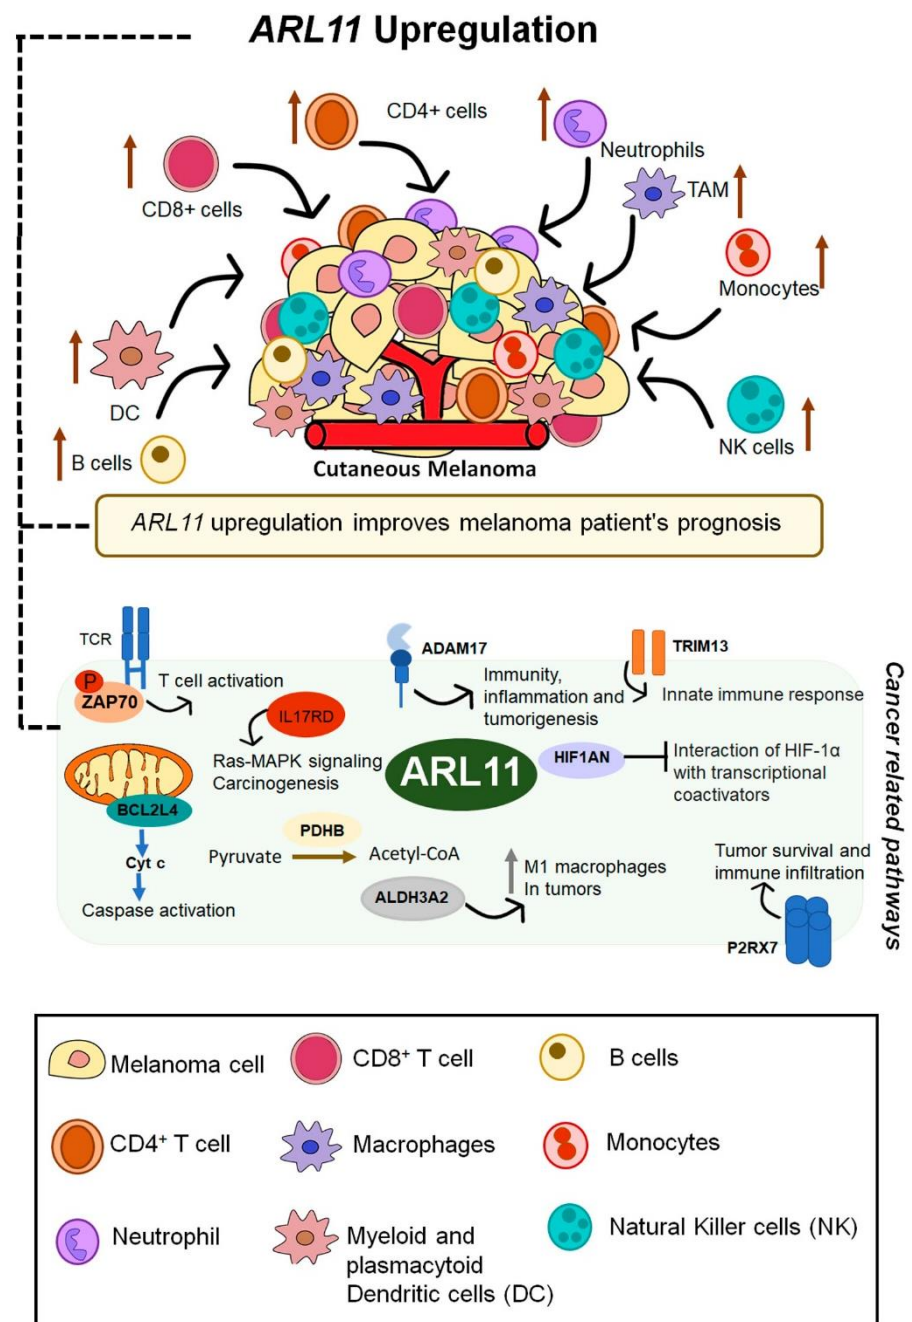 ARL11 Upregulation
CD4+ cells
Neutrophils
CD8+ cells
TAM
Monocytes
DC
B cells
NK cells
Cutaneous Melanoma
ARL11 upregulation improves melanoma patient's prognosis
TCR
P
ZAP70
T cell activation
ADAM17
Immunity,
inflammation and
tumorigenesis
TRIM13
Innate immune response
IL17RD
Ras-MAPK signaling
Carcinogenesis
ARL11
HIF1AN
Interaction of HIF-1α
with transcriptional
coactivators
BCL2L4
Cyt c
Caspase activation
PDHB
Pyruvate
Acetyl-CoA
ALDH3A2
M1 macrophages
In tumors
Tumor survival and
immune infiltration
P2RX7
Cancer related pathways
Melanoma cell
CD8+ T cell
B cells
CD4+ T cell
Macrophages
Monocytes
Neutrophil
Myeloid and
plasmacytoid
Dendritic cells (DC)
Natural Killer cells (NK)